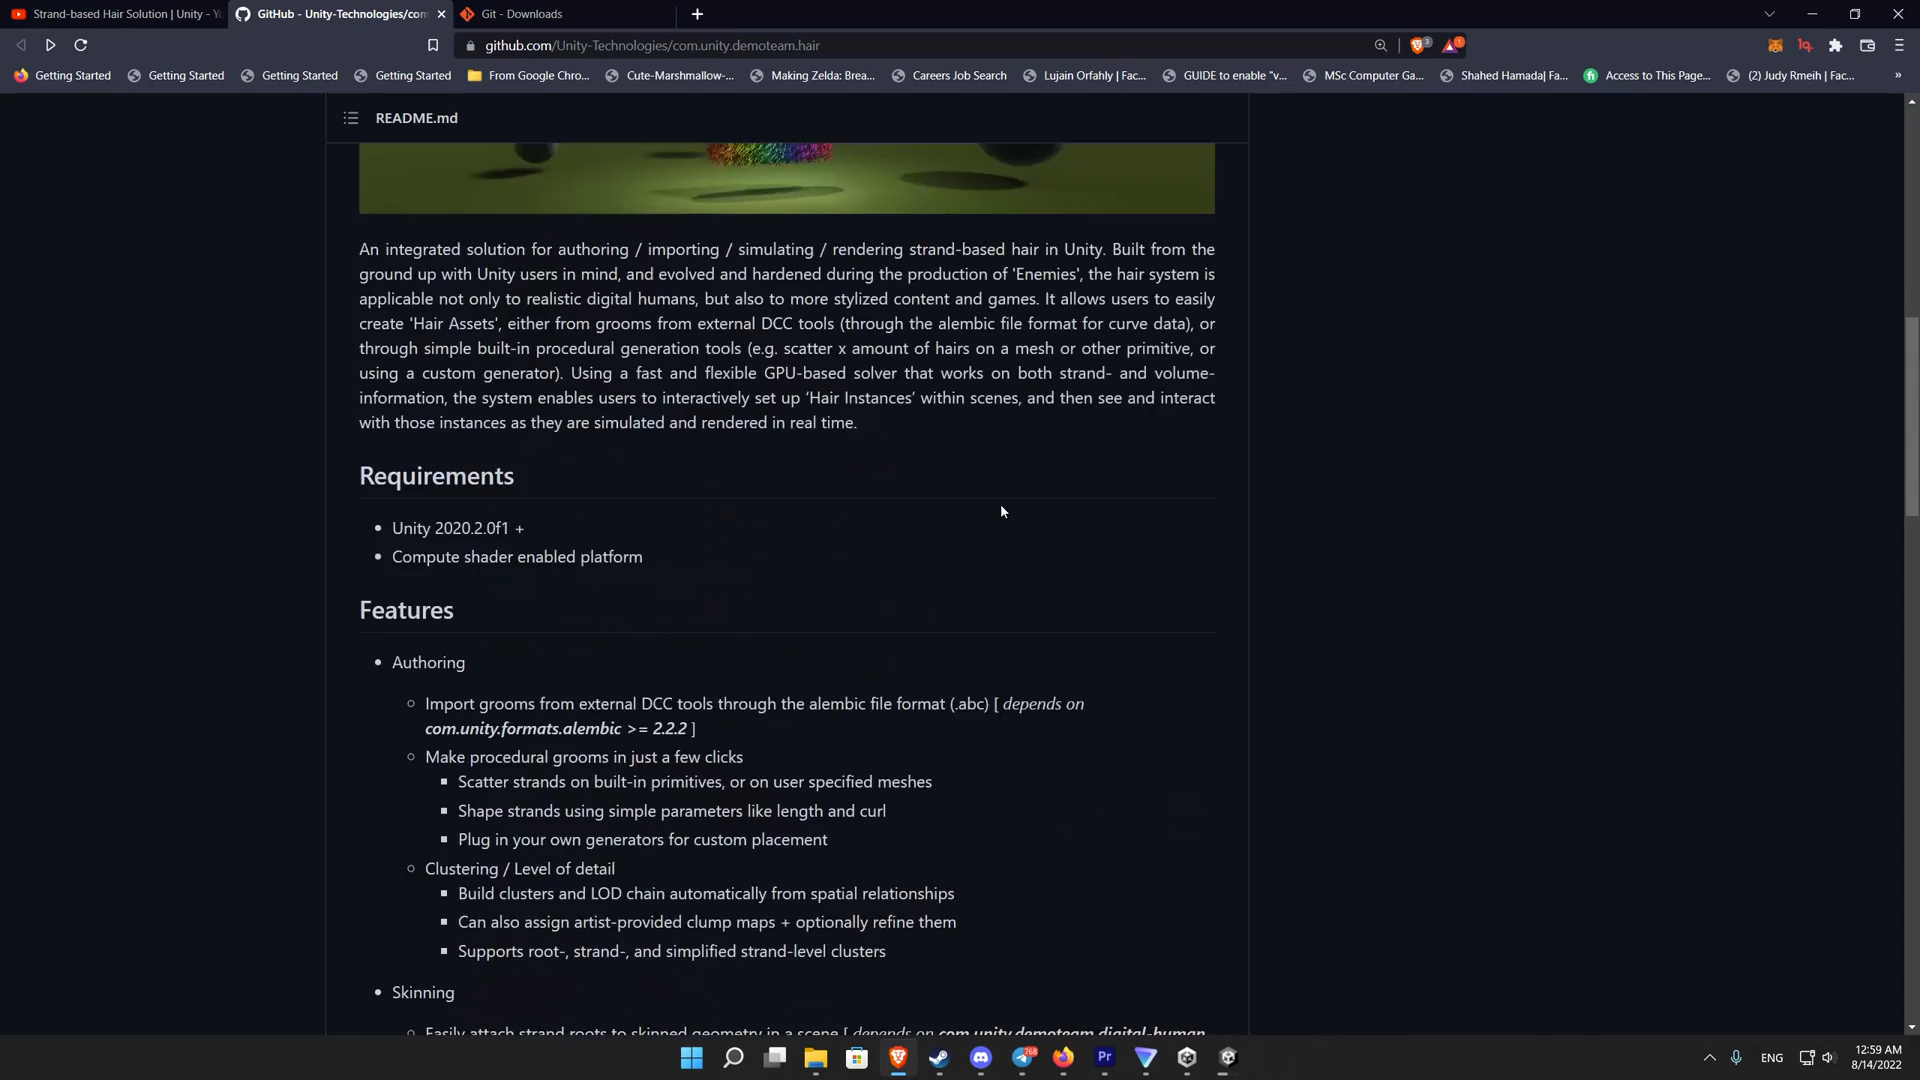 Strand-based Hair Solution | Unity - Yo
GitHub - Unity-Technologies/com
Git - Downloads
github.com/Unity-Technologies/com.unity.demoteam.hair
3
1
Getting Started
Getting Started
Getting Started
Getting Started
From Google Chro...
Cute-Marshmallow-...
Making Zelda: Brea...
Careers Job Search
Lujain Orfahly | Fac...
GUIDE to enable "v...
MSc Computer Ga...
Shahed Hamada| Fa...
Access to This Page...
(2) Judy Rmeih | Fac...
»
README.md
An integrated solution for authoring / importing / simulating / rendering strand-based hair in Unity. Built from the
ground up with Unity users in mind, and evolved and hardened during the production of 'Enemies', the hair system is
applicable not only to realistic digital humans, but also to more stylized content and games. It allows users to easily
create 'Hair Assets', either from grooms from external DCC tools (through the alembic file format for curve data), or
through simple built-in procedural generation tools (e.g. scatter x amount of hairs on a mesh or other primitive, or
using a custom generator). Using a fast and flexible GPU-based solver that works on both strand- and volume-
information, the system enables users to interactively set up ‘Hair Instances’ within scenes, and then see and interact
with those instances as they are simulated and rendered in real time.
Requirements
• Unity 2020.2.0f1 +
• Compute shader enabled platform
Features
• Authoring
○ Import grooms from external DCC tools through the alembic file format (.abc) [ depends on
com.unity.formats.alembic >= 2.2.2 ]
○ Make procedural grooms in just a few clicks
▪ Scatter strands on built-in primitives, or on user specified meshes
▪ Shape strands using simple parameters like length and curl
▪ Plug in your own generators for custom placement
○ Clustering / Level of detail
▪ Build clusters and LOD chain automatically from spatial relationships
▪ Can also assign artist-provided clump maps + optionally refine them
▪ Supports root-, strand-, and simplified strand-level clusters
• Skinning
○ Easily attach strand roots to skinned geometry in a scene [ depends on com.unity.demoteam.digital-human
768
Pr
ENG
12:59 AM
8/14/2022